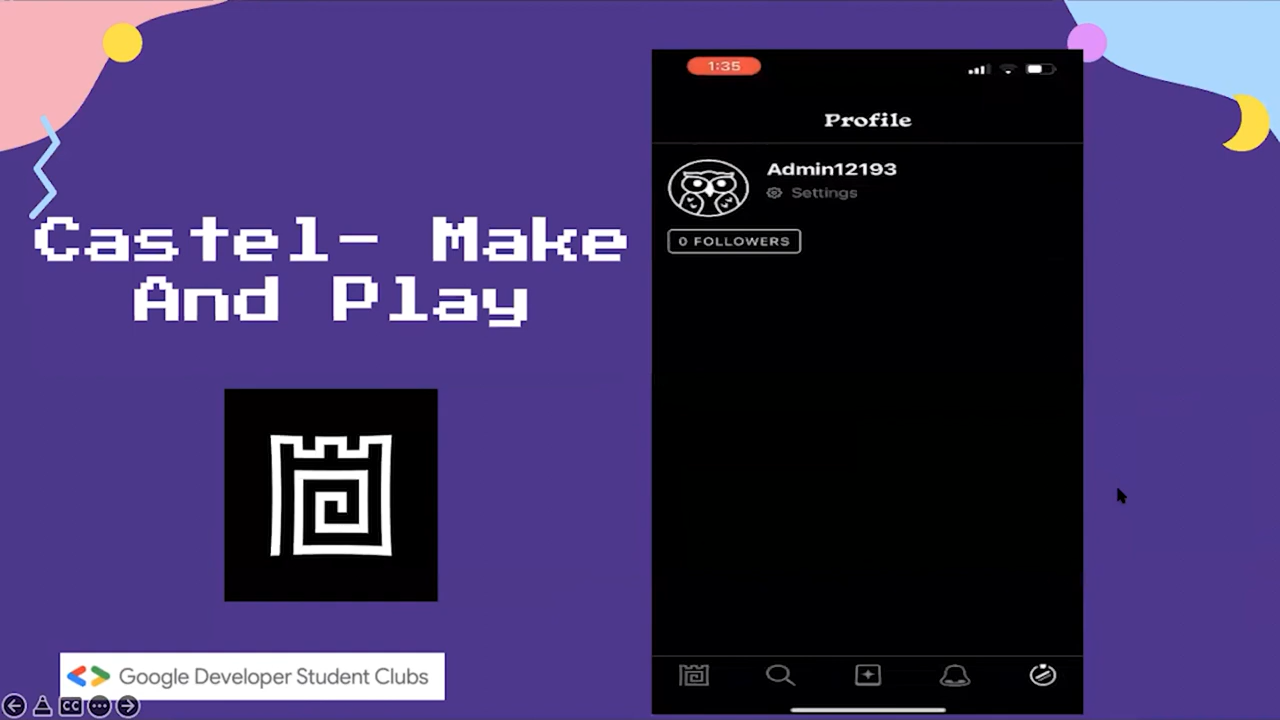 Castel- Make
And Play
1:35
Profile
Admin12193
Settings
0 FOLLOWERS
Google Developer Student Clubs
CC